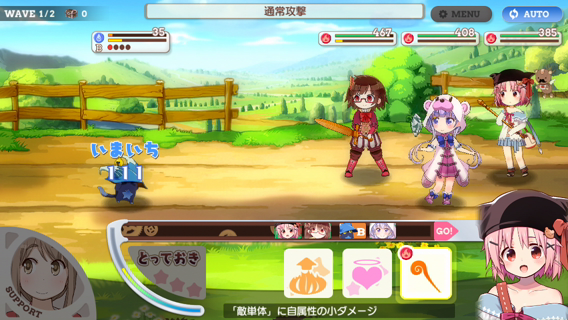 WAVE 1/2
0
通常攻撃
MENU
AUTO
35
B
467
408
385
いまいち
111
B
GO!
とっておき
SUPPORT
「敵単体」に自属性の小ダメージ